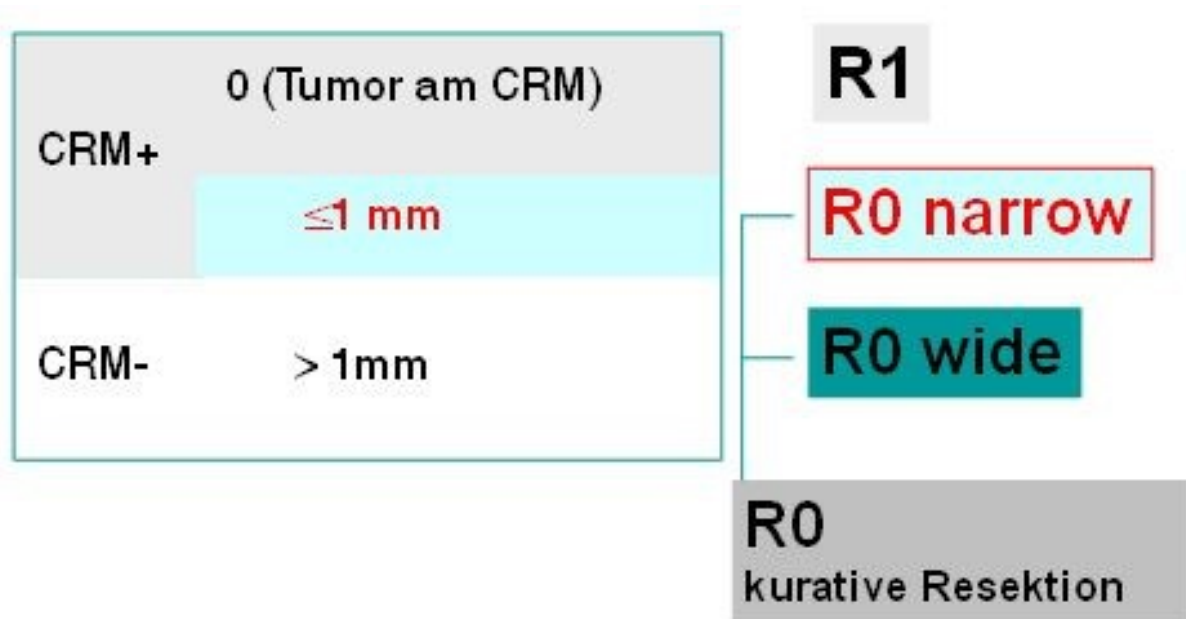 0 (Tumor am CRM)
R1
CRM+
≤1 mm
R0 narrow
CRM-
> 1mm
R0 wide
R0
kurative Resektion